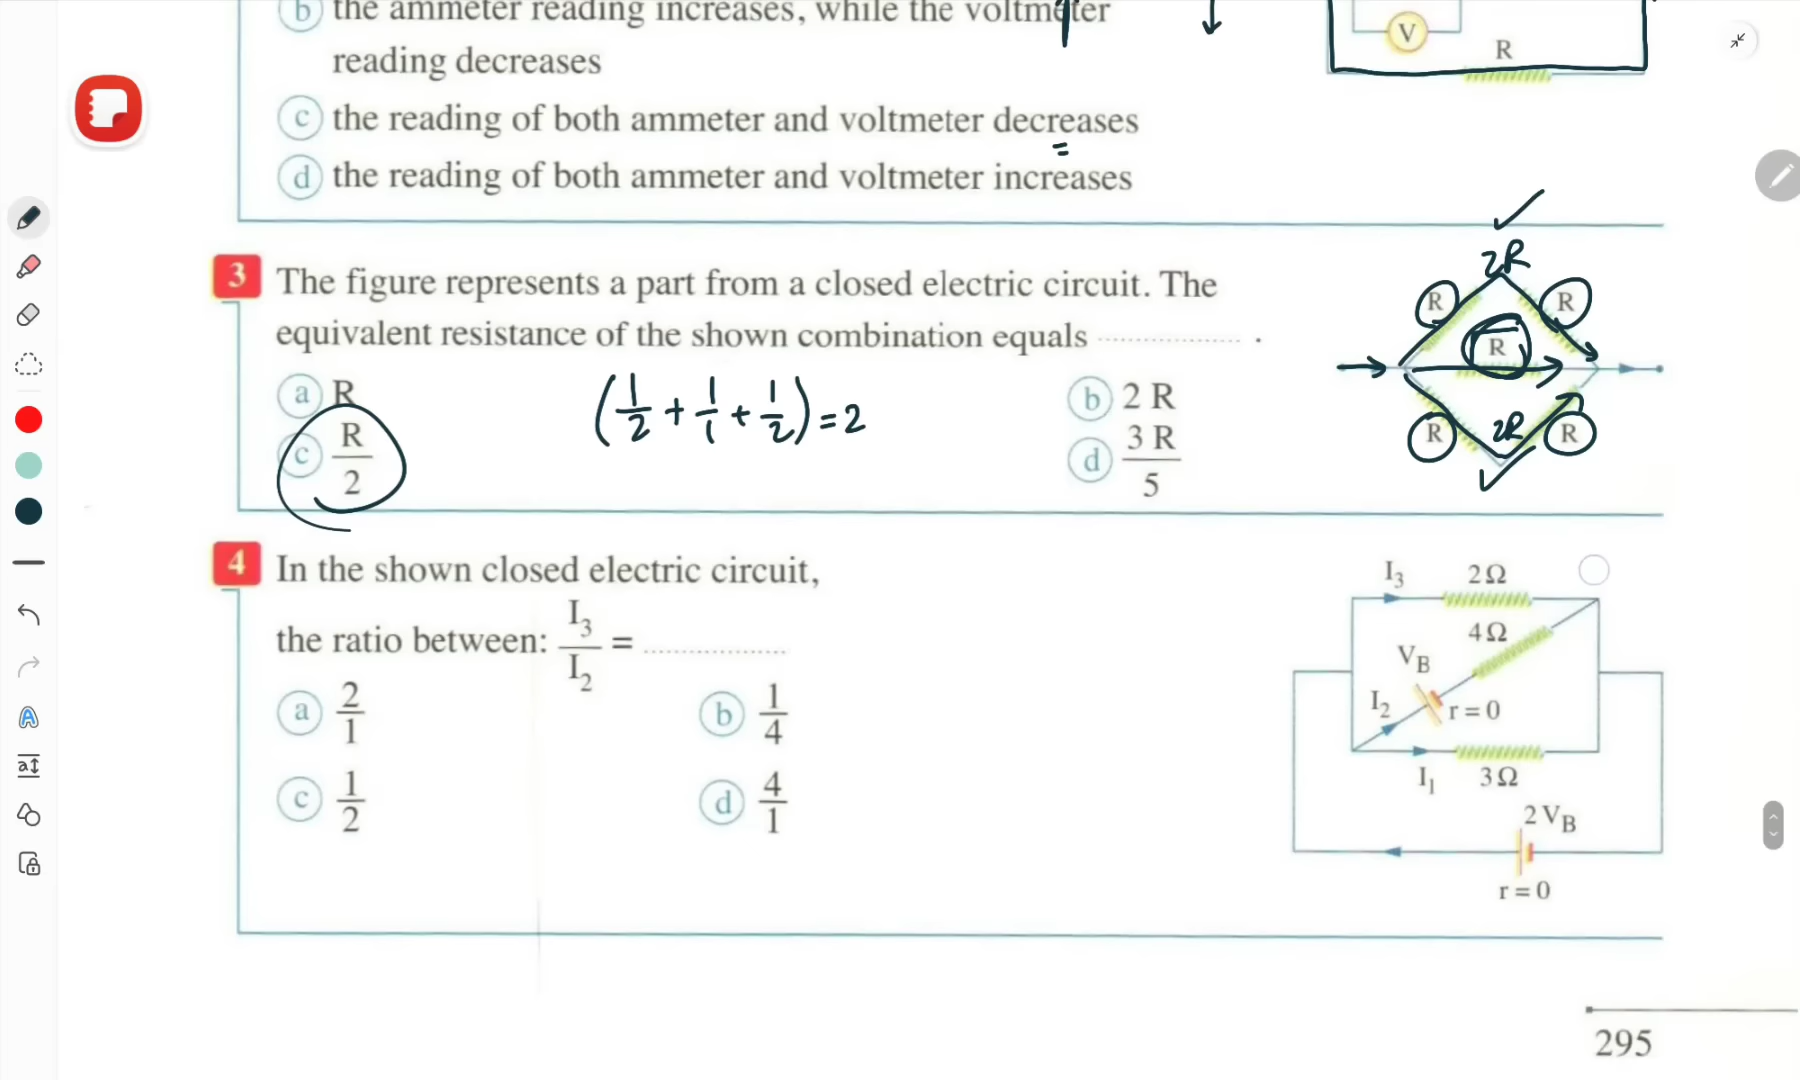 b the ammeter reading increases, while the voltmeter
reading decreases
c the reading of both ammeter and voltmeter decreases
d the reading of both ammeter and voltmeter increases
V
R
3 The figure represents a part from a closed electric circuit. The
equivalent resistance of the shown combination equals .................. .
a R
b 2 R
c R/2
d 3 R/5
(1/2 + 1/1 + 1/2) = 2
2R
R R
R
R 2R R
4 In the shown closed electric circuit,
the ratio between: I₃/I₂ = ..................
a 2/1
b 1/4
c 1/2
d 4/1
I₃ 2Ω
4Ω
V_B
I₂ r = 0
I₁ 3Ω
2 V_B
r = 0
295
A
a